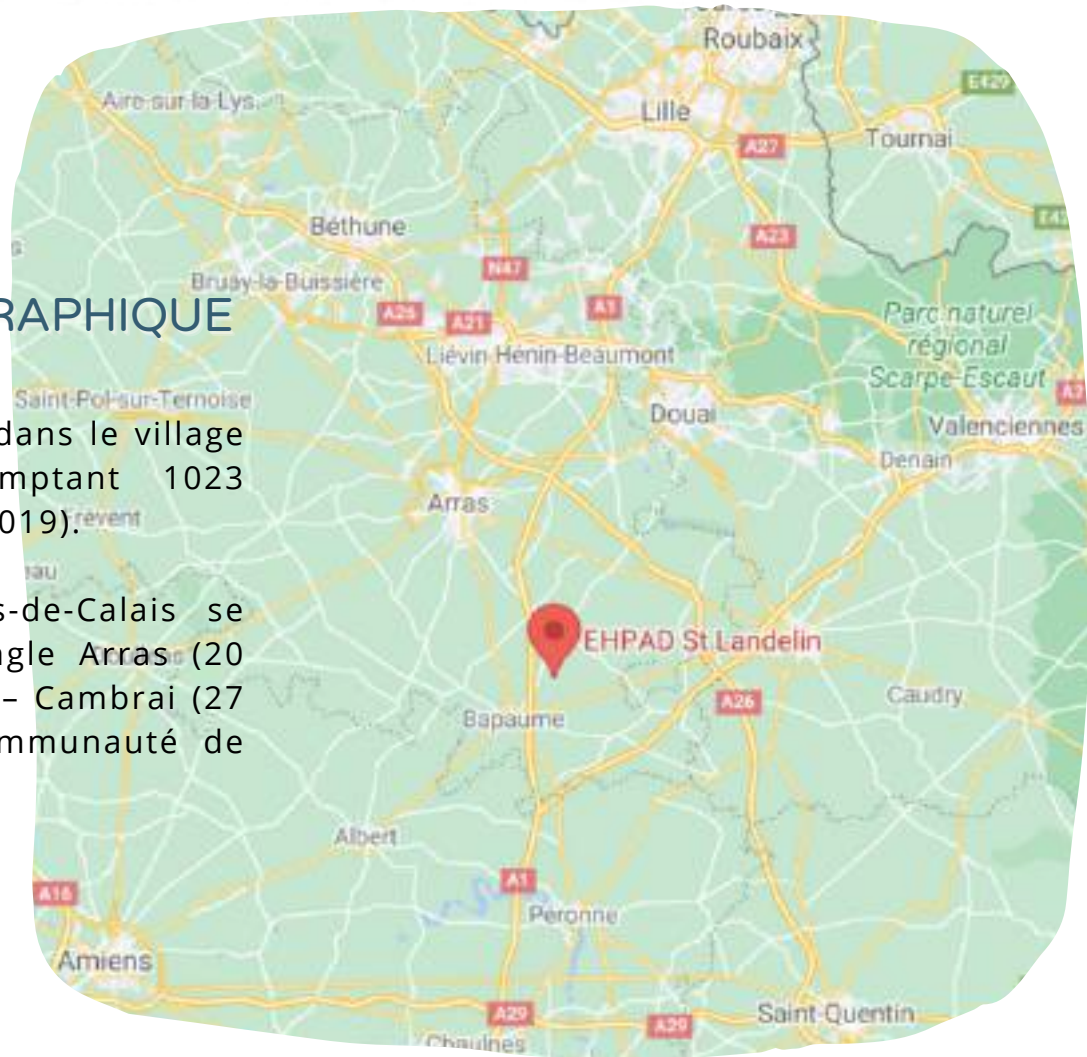 Roubaix
E429
Aire-sur-la-Lys
Lille
Tournai
A27
Béthune
A23
N47
Bruay-la-Buissière
RAPHIQUE
A26
A21
A1
Parc naturel
régional
Scarpe-Escaut
Liévin Hénin-Beaumont
Saint-Pol-sur-Ternoise
Douai
Valenciennes
dans le village
mptant 1023
Denain
Arras
019).
s-de-Calais se
ngle Arras (20
EHPAD St Landelin
– Cambrai (27
A26
Caudry
Bapaume
mmunauté de
Albert
A16
A1
Péronne
Amiens
A29
A29
Saint-Quentin
Chaulnes